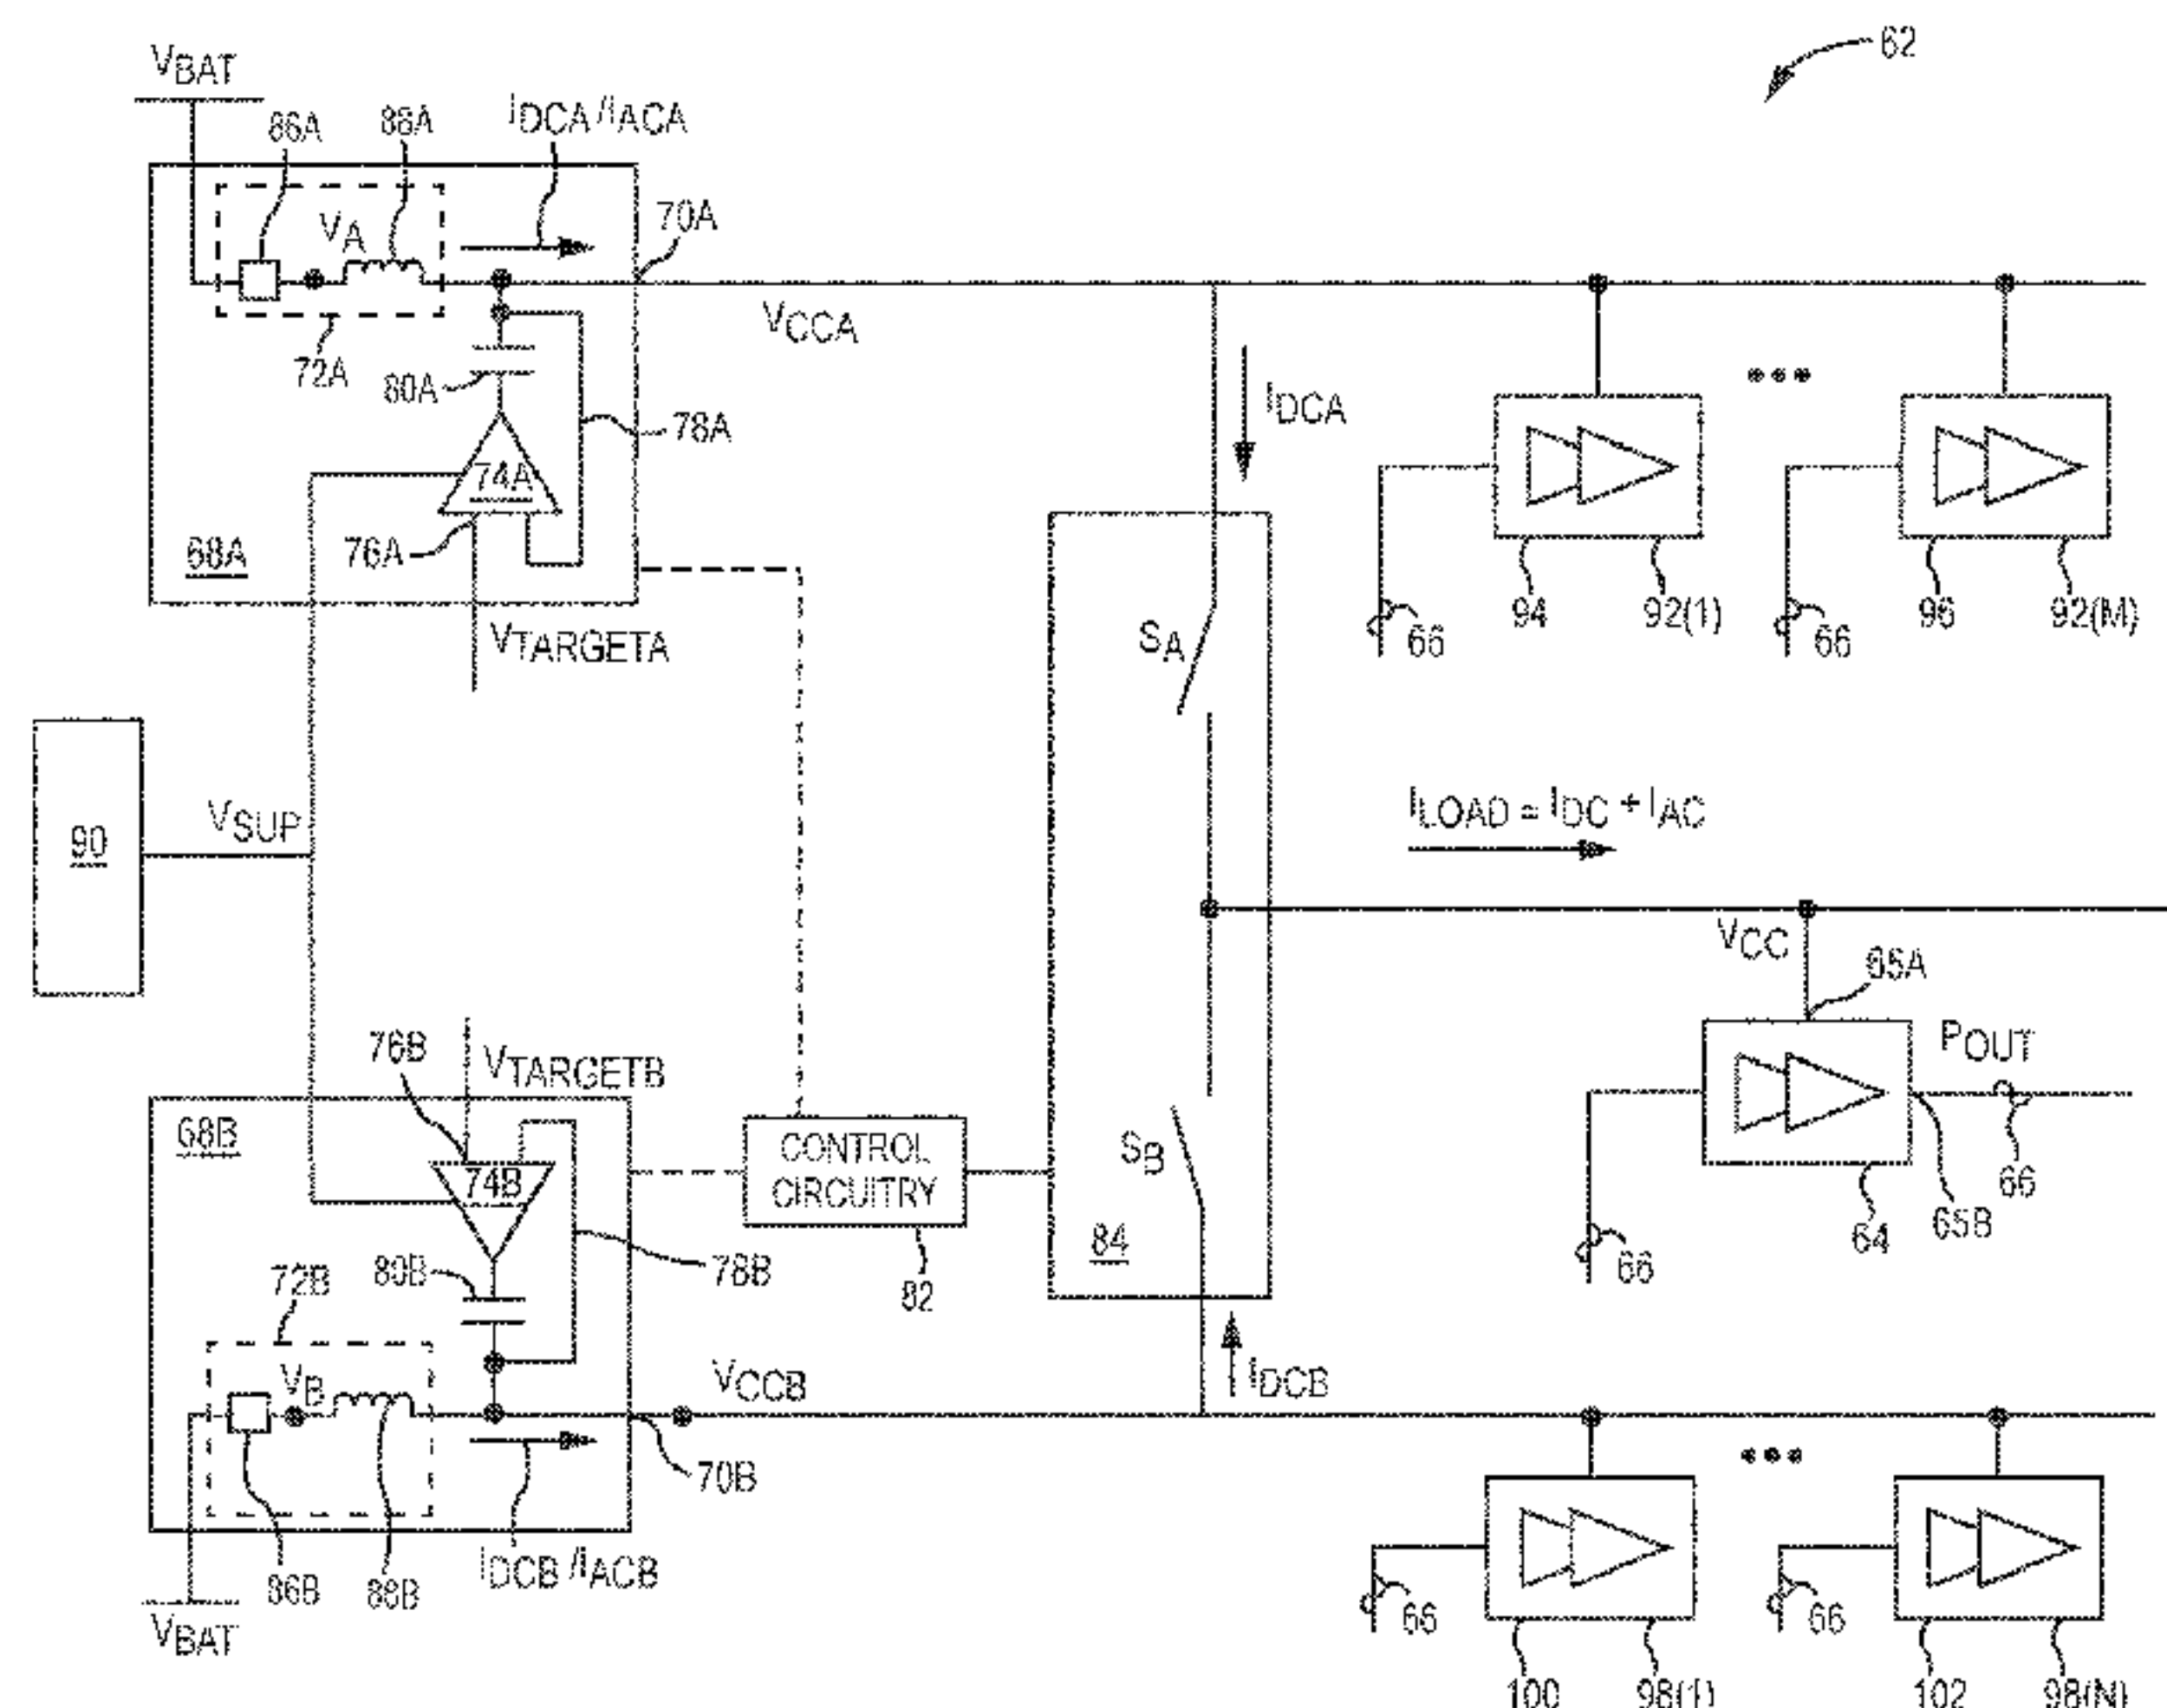 62
VBAT
86A
88A
IDCA/IACA
VA
70A
VCCA
72A
80A
78A
IDCA
74A
76A
68A
94
92(1)
96
92(M)
66
66
SA
VTARGETA
ILOAD = IDC + IAC
90
VSUP
VCC
65A
76B
VTARGETB
POUT
68B
74B
CONTROL
CIRCUITRY
SB
66
65B
64
84
66
78B
80B
72B
82
VB
VCCB
IDCB
70B
86B
88B
IDCB/IACB
66
66
VBAT
100
98(1)
102
98(N)